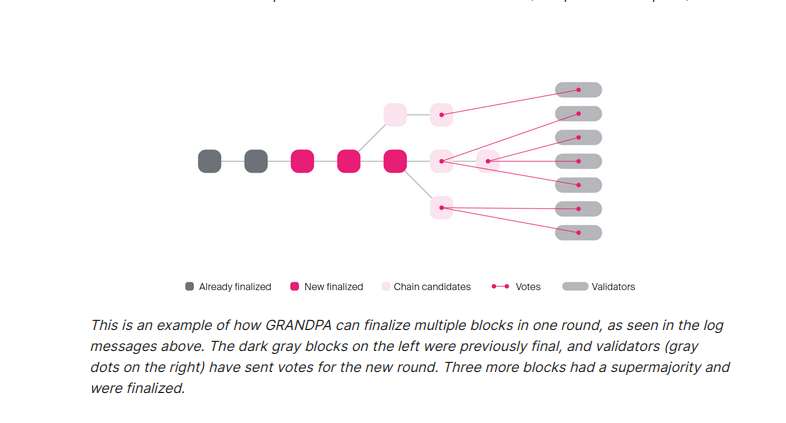 Already finalized New finalized Chain candidates Votes Validators
This is an example of how GRANDPA can finalize multiple blocks in one round, as seen in the log
messages above. The dark gray blocks on the left were previously final, and validators (gray
dots on the right) have sent votes for the new round. Three more blocks had a supermajority and
were finalized.